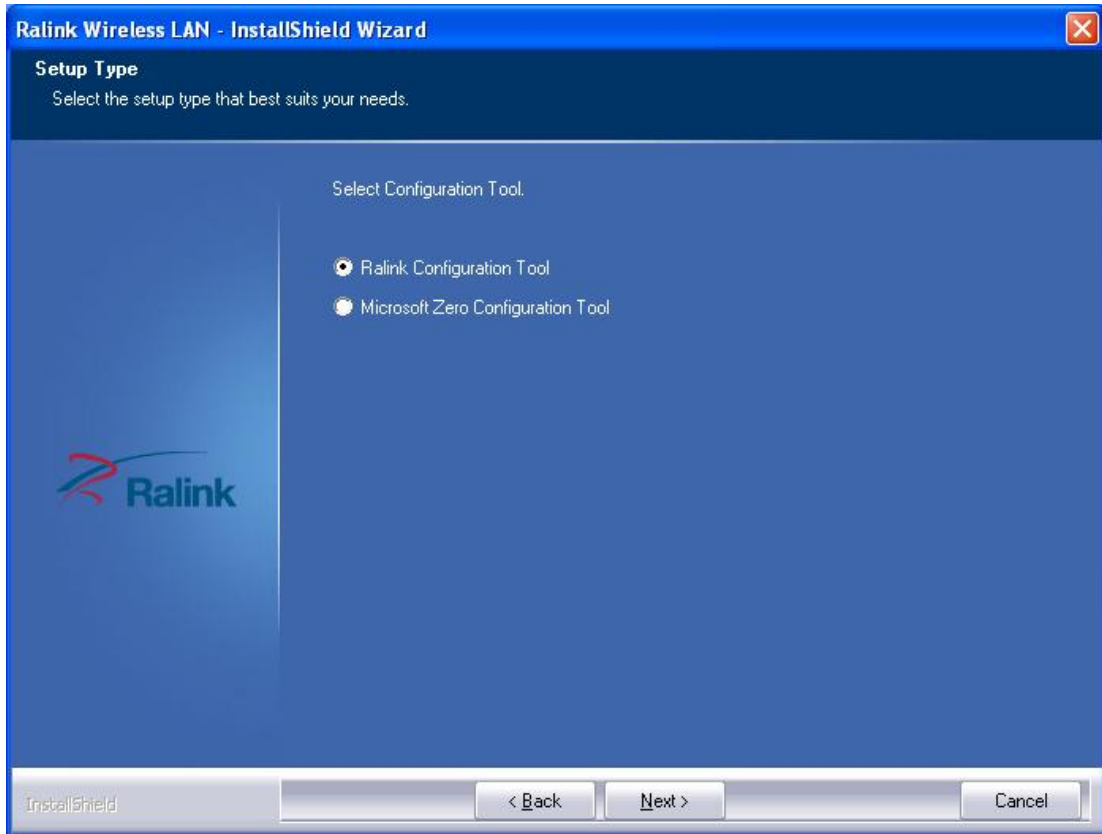 Ralink Wireless LAN - InstallShield Wizard
Setup Type
Select the setup type that best suits your needs.
Select Configuration Tool.
Ralink Configuration Tool
Microsoft Zero Configuration Tool
Ralink
InstallShield
< Back
Next >
Cancel